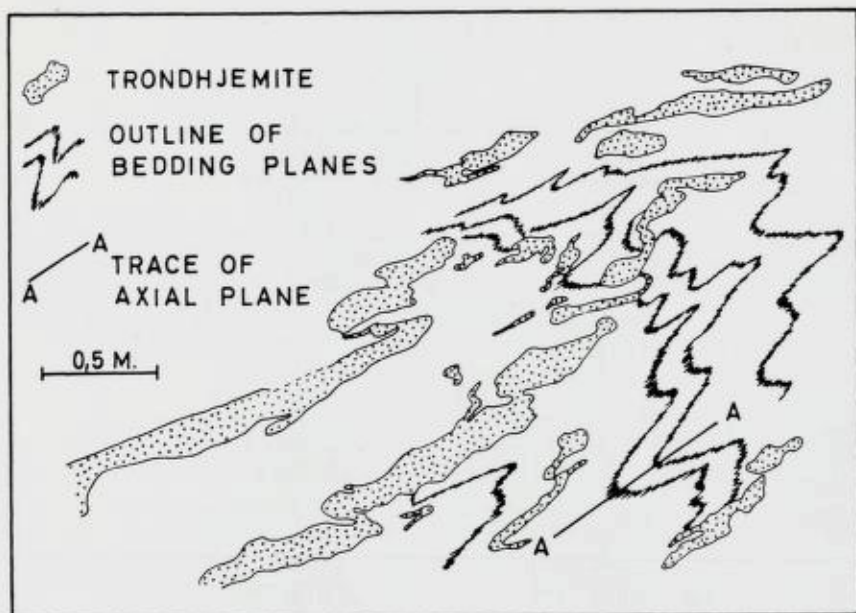 TRONDHJEMITE
OUTLINE OF
BEDDING PLANES
A
A
TRACE OF
AXIAL PLANE
0,5 M.
A
A